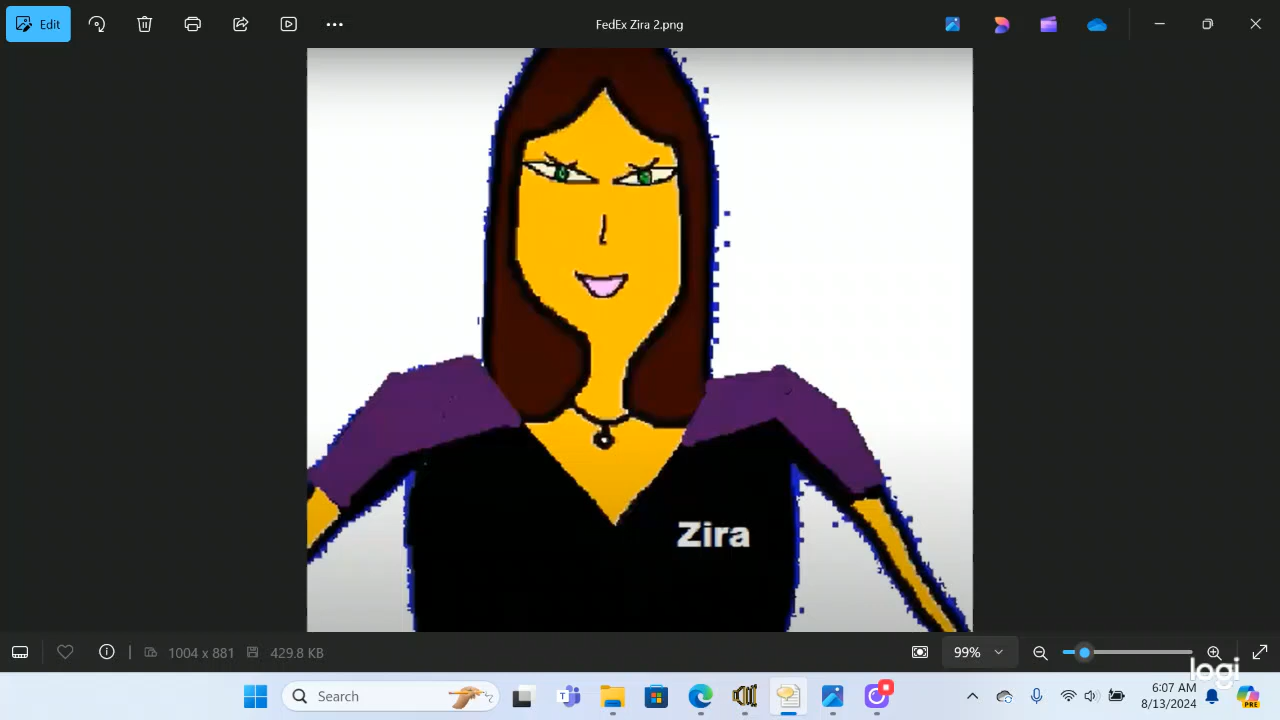 Edit
FedEx Zira 2.png
Zira
1004 x 881
429.8 KB
99%
logi
Search
6:07 AM
8/13/2024
PRE